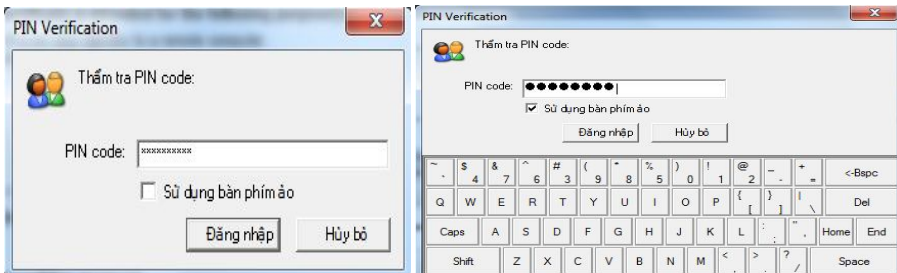 PIN Verification
Thẩm tra PIN code:
PIN code: xxxxxxxxxx
Sử dụng bàn phím ảo
Đăng nhập Hủy bỏ
PIN Verification
Thẩm tra PIN code:
PIN code: ●●●●●●●●
Sử dụng bàn phím ảo
Đăng nhập Hủy bỏ
~ ` $ 4 & 7 ^ 6 # 3 ( 9 * 8 % 5 ) 0 ! 1 @ 2 _ - + = <-Bspc
Q W E R T Y U I O P { [ } ] | \ Del
Caps A S D F G H J K L : ; " ' Home End
Shift Z X C V B N M < , > . ? / Space